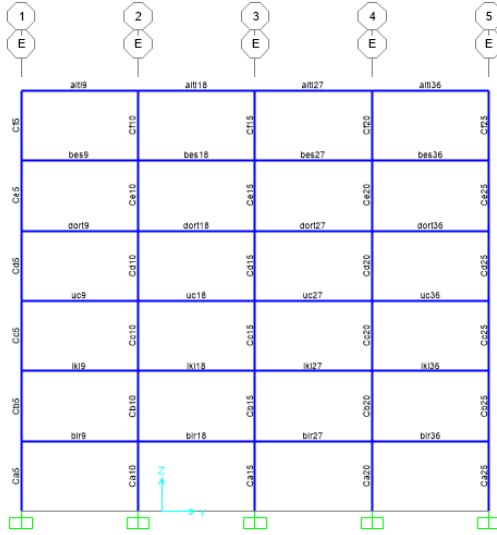 1 2 3 4 5
E E E E E
alti9 alti18 alti27 alti36
Cf5 Cf10 Cf15 Cf20 Cf25
bes9 bes18 bes27 bes36
Ce5 Ce10 Ce15 Ce20 Ce25
dort9 dort18 dort27 dort36
Cd5 Cd10 Cd15 Cd20 Cd25
uc9 uc18 uc27 uc36
Cc5 Cc10 Cc15 Cc20 Cc25
iki9 iki18 iki27 iki36
Cb5 Cb10 Cb15 Cb20 Cb25
bir9 bir18 bir27 bir36
Ca5 Ca10 Ca15 Ca20 Ca25
Z
Y